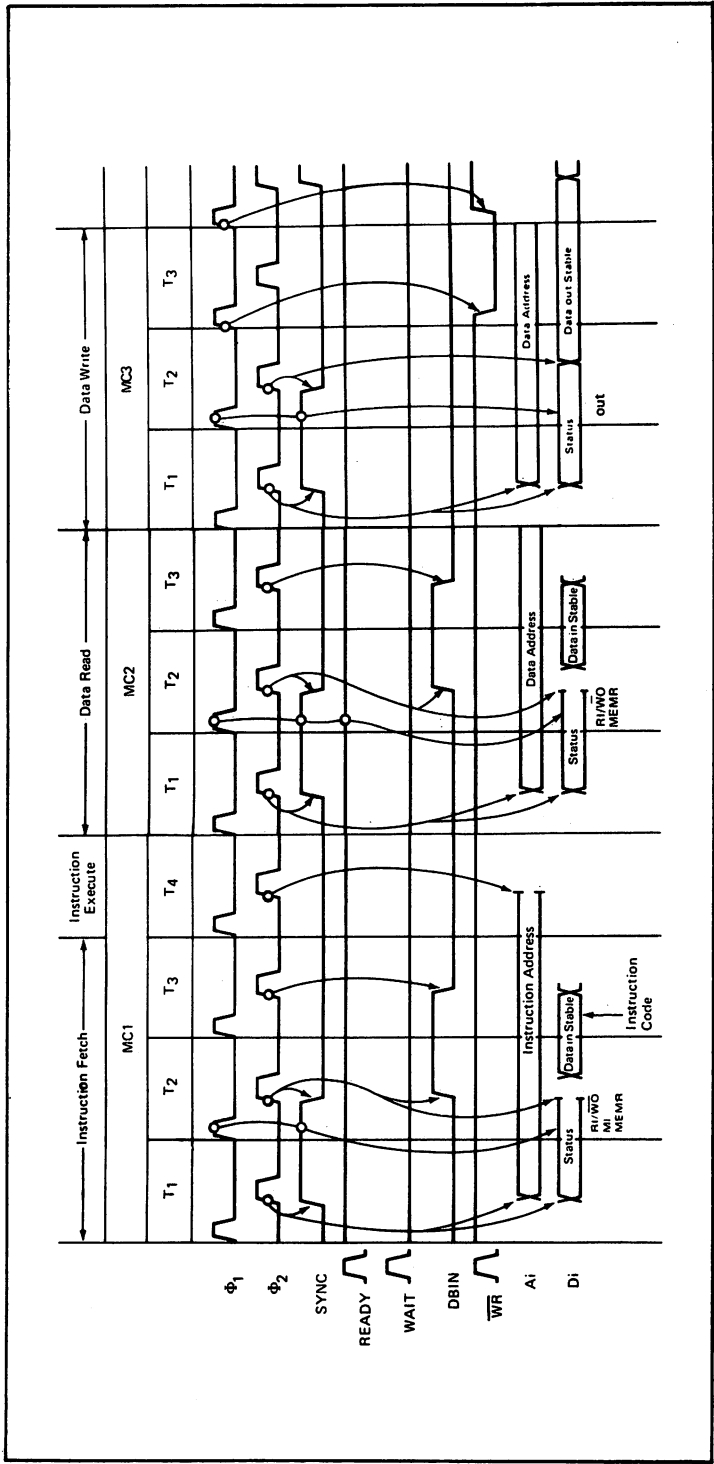 Instruction Fetch
Instruction
Execute
Data Read
Data Write
MC1
MC2
MC3
T1
T2
T3
T4
T1
T2
T3
T1
T2
T3
Φ1
Φ2
SYNC
READY
WAIT
DBIN
WR
Ai
Di
Instruction Address
Data Address
Data Address
Status
Data in Stable
Status
Data in Stable
Status
Data out Stable
RI/WO
MI
MEMR
Instruction
Code
RI/WO
MEMR
out